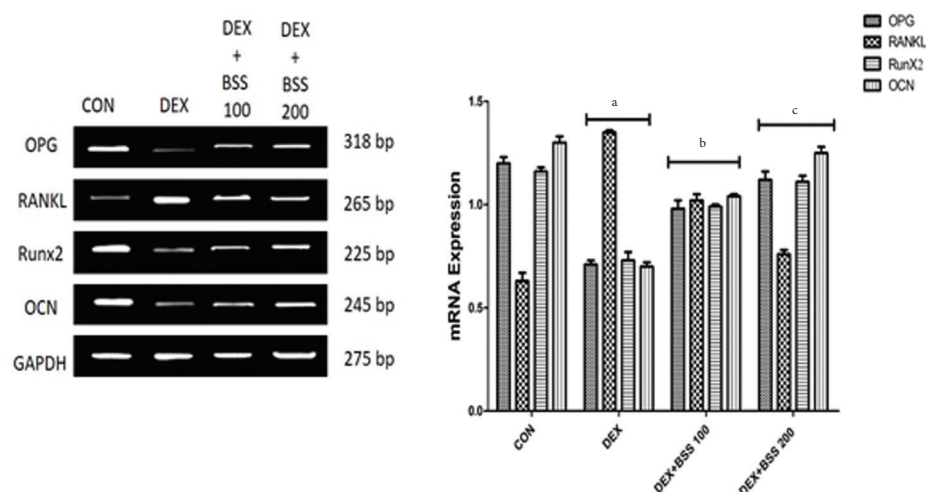 DEX
+
BSS
100
DEX
+
BSS
200
CON
DEX
OPG
318 bp
RANKL
265 bp
Runx2
225 bp
OCN
245 bp
GAPDH
275 bp
OPG
RANKL
RunX2
OCN
mRNA Expression
1.5
1.0
0.5
0.0
a
b
c
CON
DEX
DEX+BSS 100
DEX+BSS 200